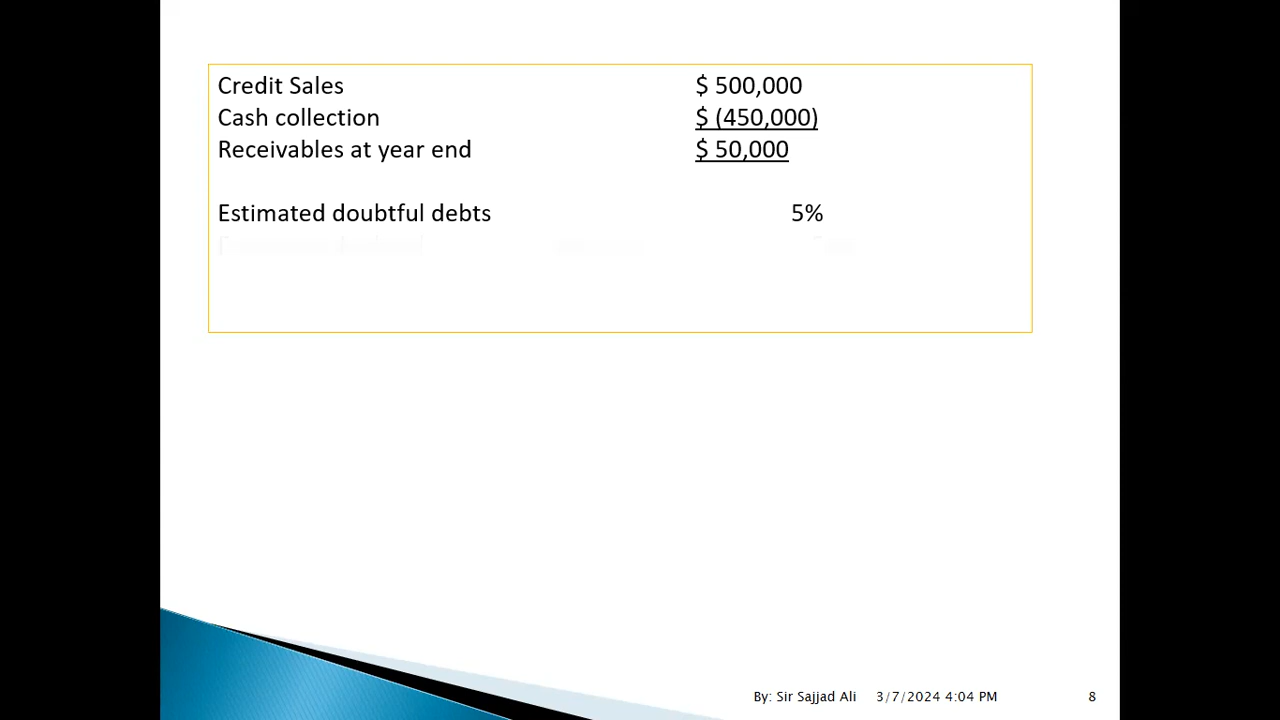 Credit Sales $ 500,000
Cash collection $ (450,000)
Receivables at year end $ 50,000
Estimated doubtful debts 5%
By: Sir Sajjad Ali 3/7/2024 4:04 PM 8